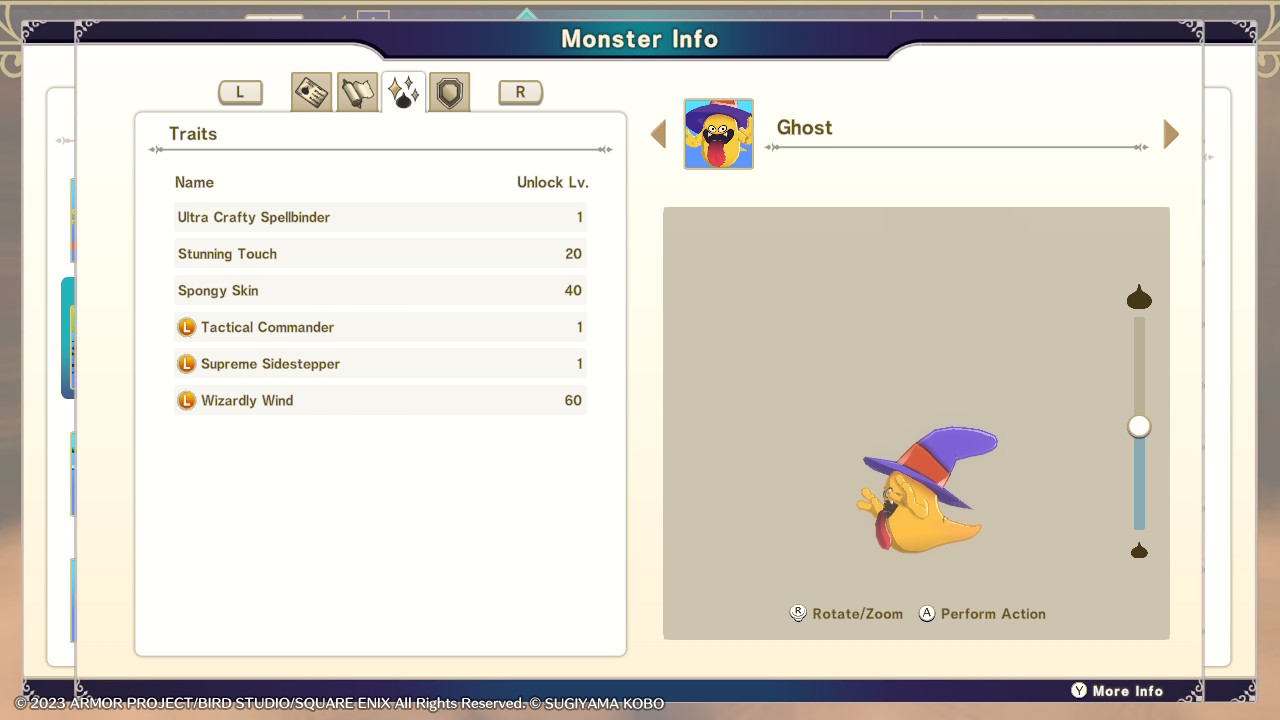 Monster Info
L
R
Traits
Name Unlock Lv.
Ultra Crafty Spellbinder 1
Stunning Touch 20
Spongy Skin 40
L Tactical Commander 1
L Supreme Sidestepper 1
L Wizardly Wind 60
Ghost
R Rotate/Zoom A Perform Action
Y More Info
© 2023 ARMOR PROJECT/BIRD STUDIO/SQUARE ENIX All Rights Reserved. © SUGIYAMA KOBO